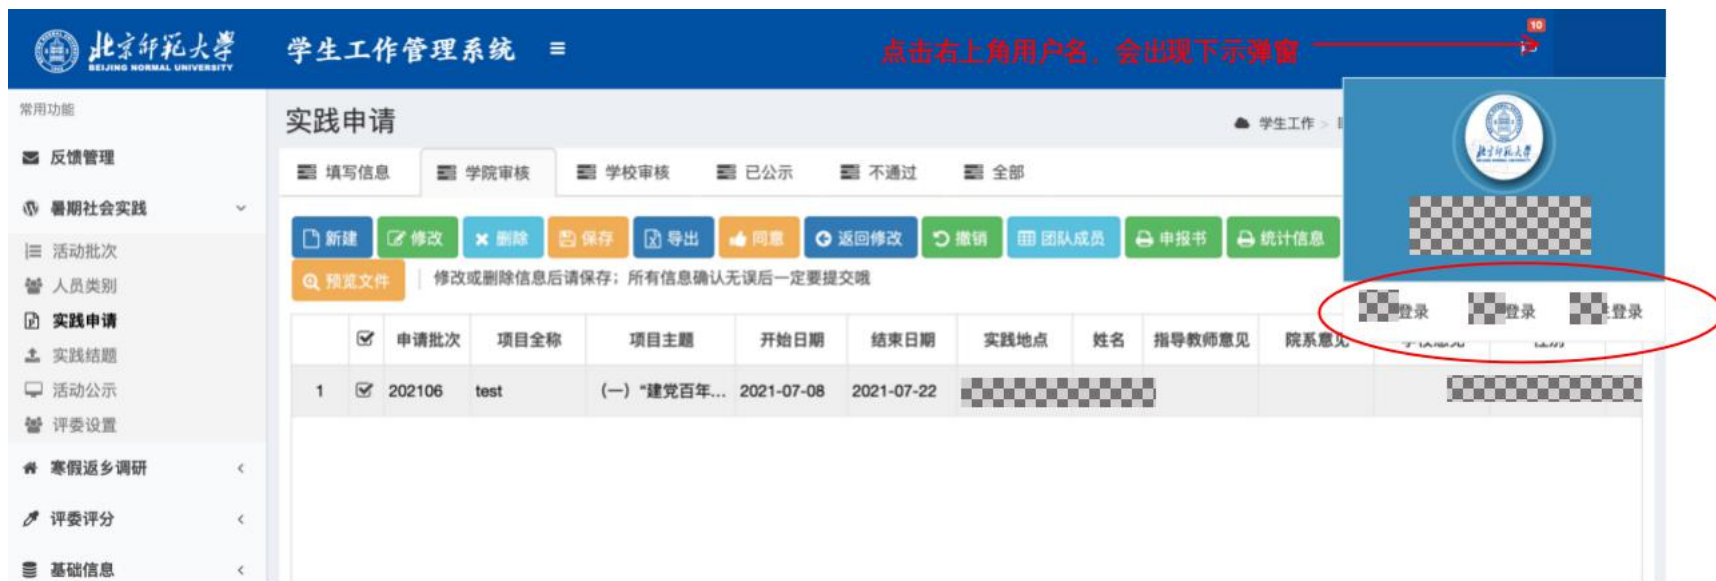 北京师范大学
BEIJING NORMAL UNIVERSITY
学生工作管理系统
点击右上角用户名，会出现下示弹窗
10
常用功能
实践申请
学生工作 >
反馈管理
填写信息 学院审核 学校审核 已公示 不通过 全部
北京师范大学
暑期社会实践
新建 修改 删除 保存 导出 同意 返回修改 撤销 团队成员 申报书 统计信息
活动批次
预览文件 修改或删除信息后请保存；所有信息确认无误后一定要提交哦
人员类别
登录 登录 登录
实践申请
申请批次 项目全称 项目主题 开始日期 结束日期 实践地点 姓名 指导教师意见 院系意见 学校意见 性别
实践结题
1 202106 test （一）“建党百年... 2021-07-08 2021-07-22
活动公示
评委设置
寒假返乡调研
评委评分
基础信息